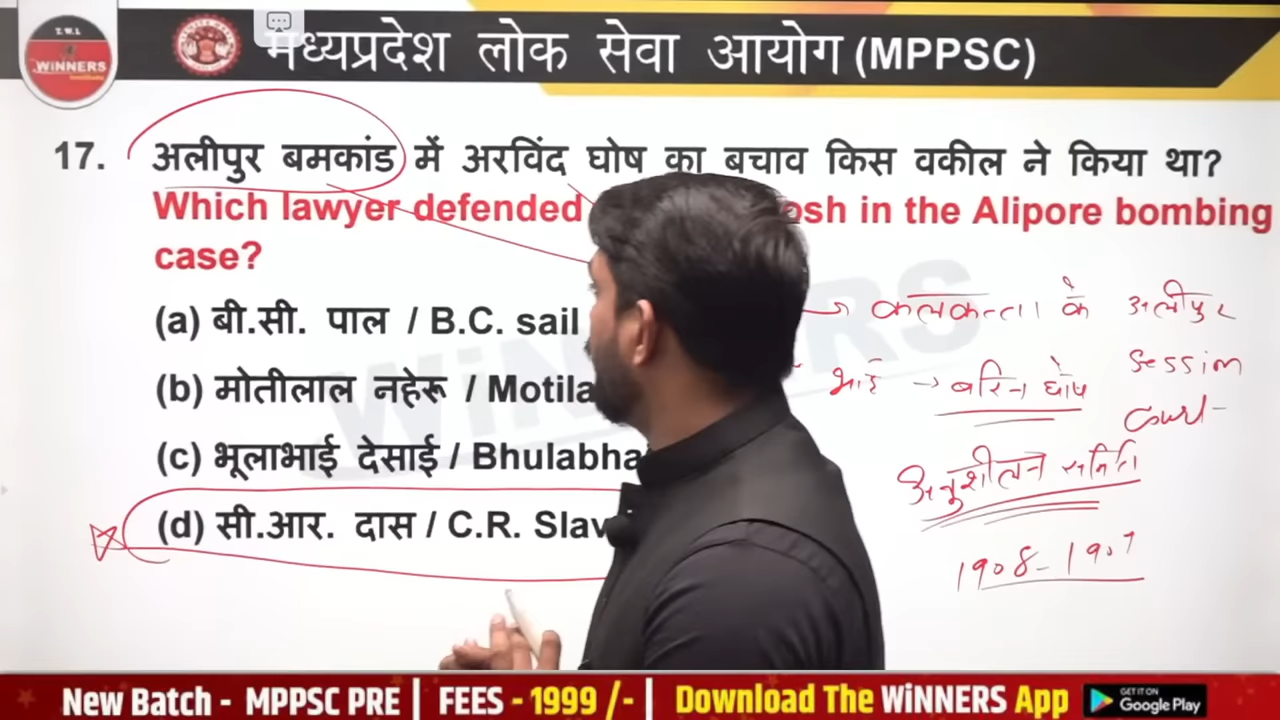 T.W.I.
WiNNERS
मध्यप्रदेश लोक सेवा आयोग (MPPSC)
17. अलीपुर बमकांड में अरविंद घोष का बचाव किस वकील ने किया था?
Which lawyer defended osh in the Alipore bombing
case?
(a) बी.सी. पाल / B.C. sail
(b) मोतीलाल नहेरू / Motila
(c) भूलाभाई देसाई / Bhulabha
(d) सी.आर. दास / C.R. Slav
WiNNERS
कलकत्ता के अलीपुर
session
court
भाई → बरिन घोष
अनुशीलन समिति
1908-1909
New Batch - MPPSC PRE | FEES - 1999 /- | Download The WiNNERS App
GET IT ON
Google Play